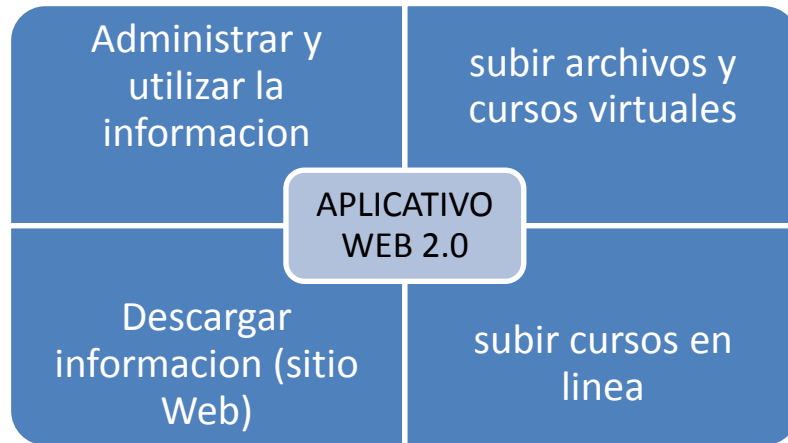 Administrar y
utilizar la
informacion
subir archivos y
cursos virtuales
APLICATIVO
WEB 2.0
Descargar
informacion (sitio
Web)
subir cursos en
linea